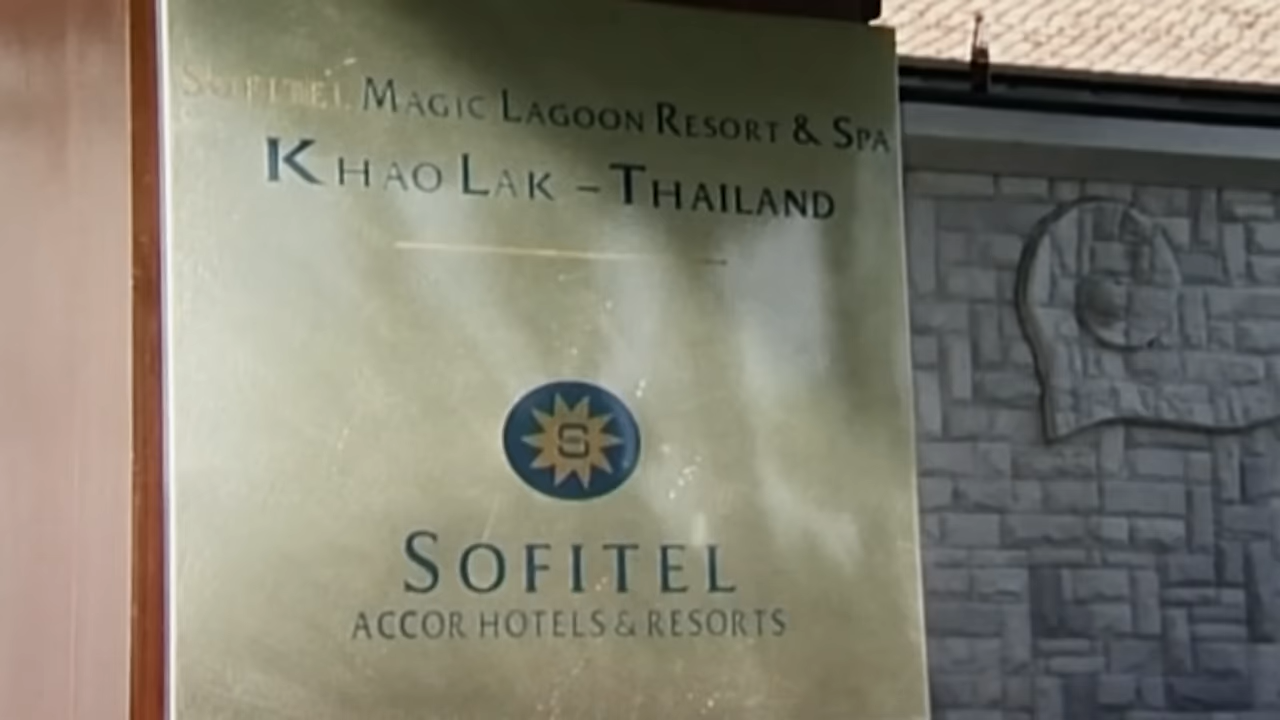 SOFITEL MAGIC LAGOON RESORT & SPA
KHAO LAK – THAILAND
S
SOFITEL
ACCOR HOTELS & RESORTS